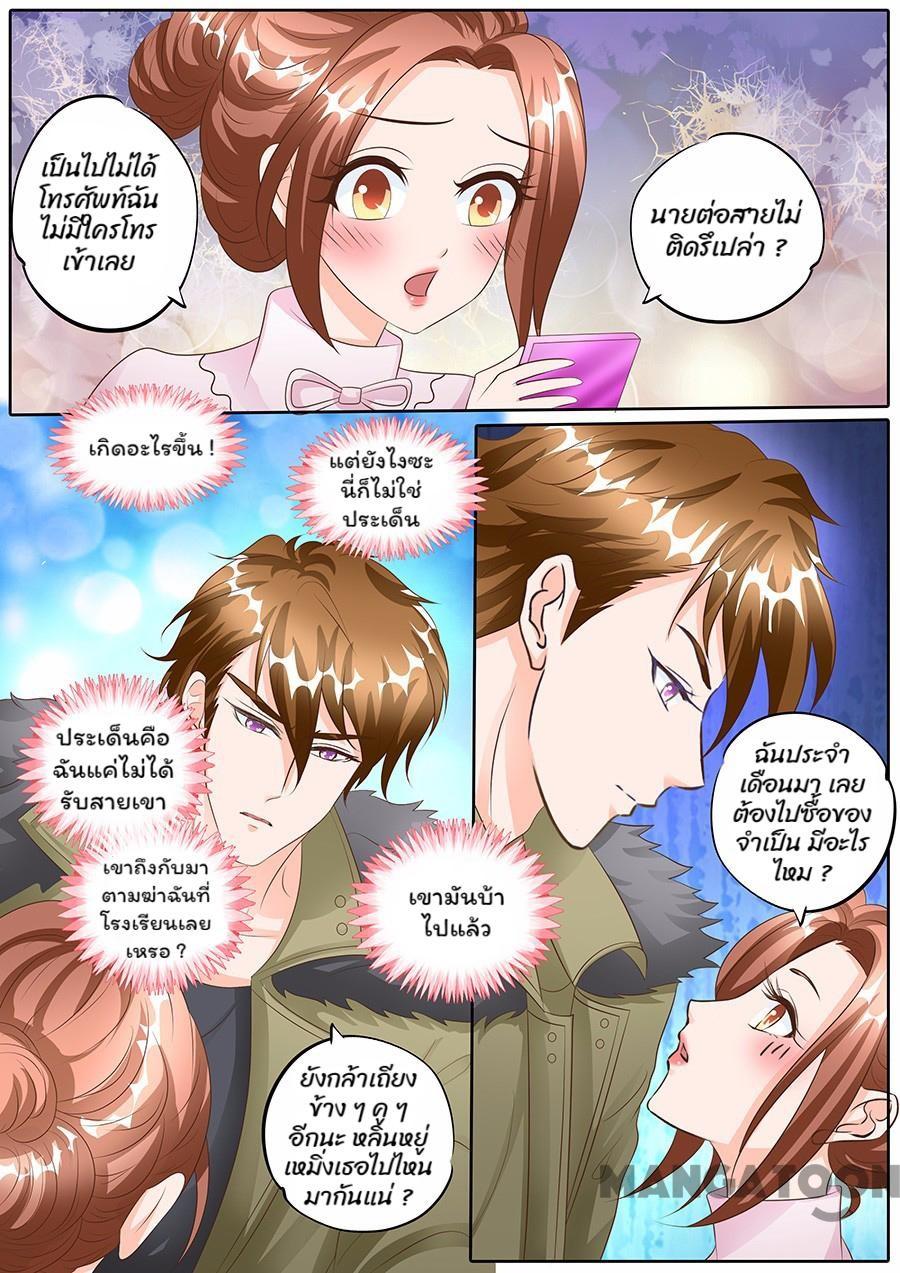 เป็นไปไม่ได้
โทรศัพท์ฉัน
ไม่มีใครโทร
เข้าเลย
นายต่อสายไม่
ติดรึเปล่า ?
เกิดอะไรขึ้น !
แต่ยังไงซะ
นี่ก็ไม่ใช่
ประเด็น
ประเด็นคือ
ฉันแค่ไม่ได้
รับสายเขา
เขาถึงกับมา
ตามฆ่าฉันที่
โรงเรียนเลย
เหรอ ?
เขามันบ้า
ไปแล้ว
ยังกล้าเถียง
ข้าง ๆ คู ๆ
อีกนะ หลิ่นหยู่
เหมิ่งเธอไปไหน
มากันแน่ ?
ฉันประจำ
เดือนมา เลย
ต้องไปซื้อของ
จำเป็น มีอะไร
ไหม ?
MANGATOON